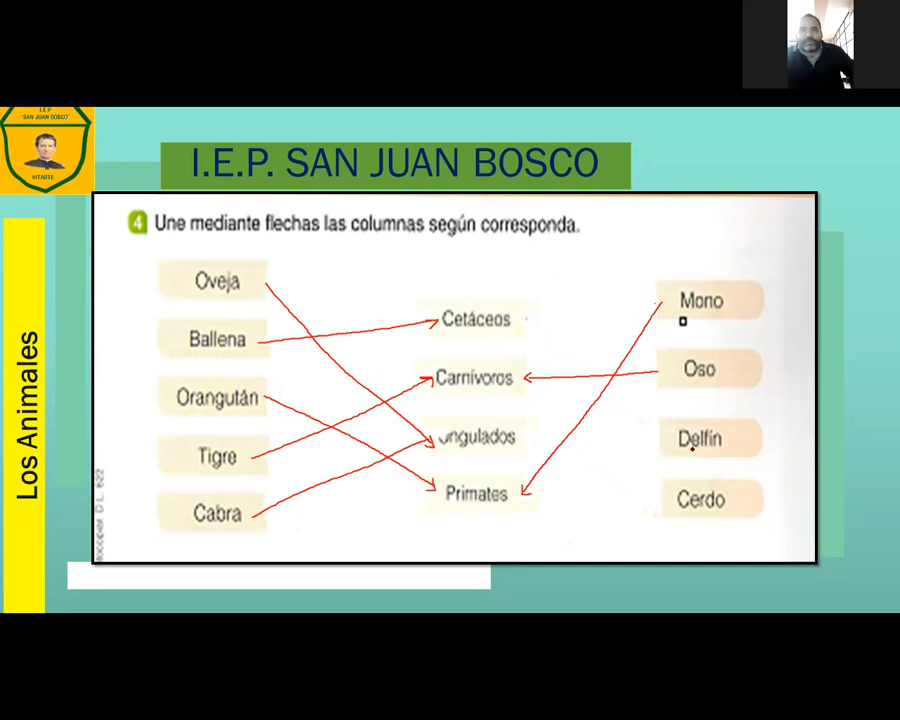 I.E.P
"SAN JUAN BOSCO"
VITARTE
I.E.P. SAN JUAN BOSCO
Los Animales
4 Une mediante flechas las columnas según corresponda.
Oveja
Ballena
Orangután
Tigre
Cabra
Cetáceos
Carnívoros
ungulados
Primates
Mono
Oso
Delfín
Cerdo
D L. 622